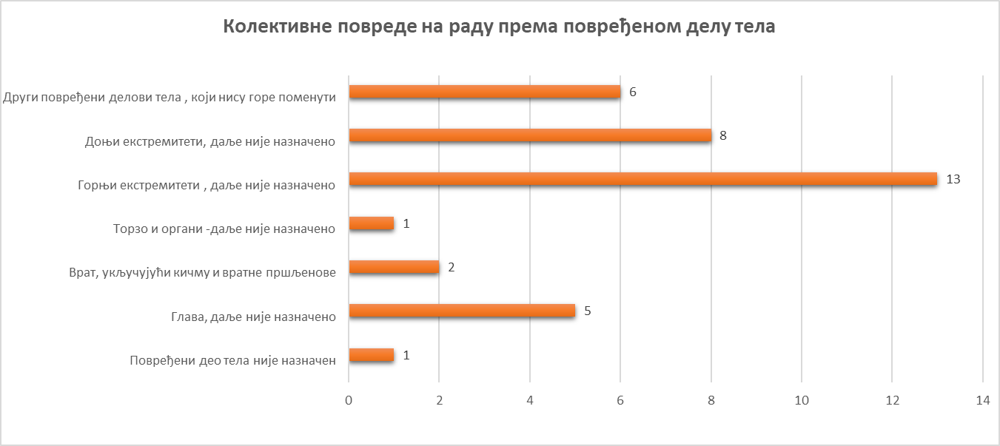 Колективне повреде на раду према повређеном делу тела
Други повређени делови тела , који нису горе поменути
6
Доњи екстремитети, даље није назначено
8
Горњи екстремитети , даље није назначено
13
Торзо и органи -даље није назначено
1
Врат, укључујући кичму и вратне пршљенове
2
Глава, даље није назначено
5
Повређени део тела није назначен
1
0 2 4 6 8 10 12 14